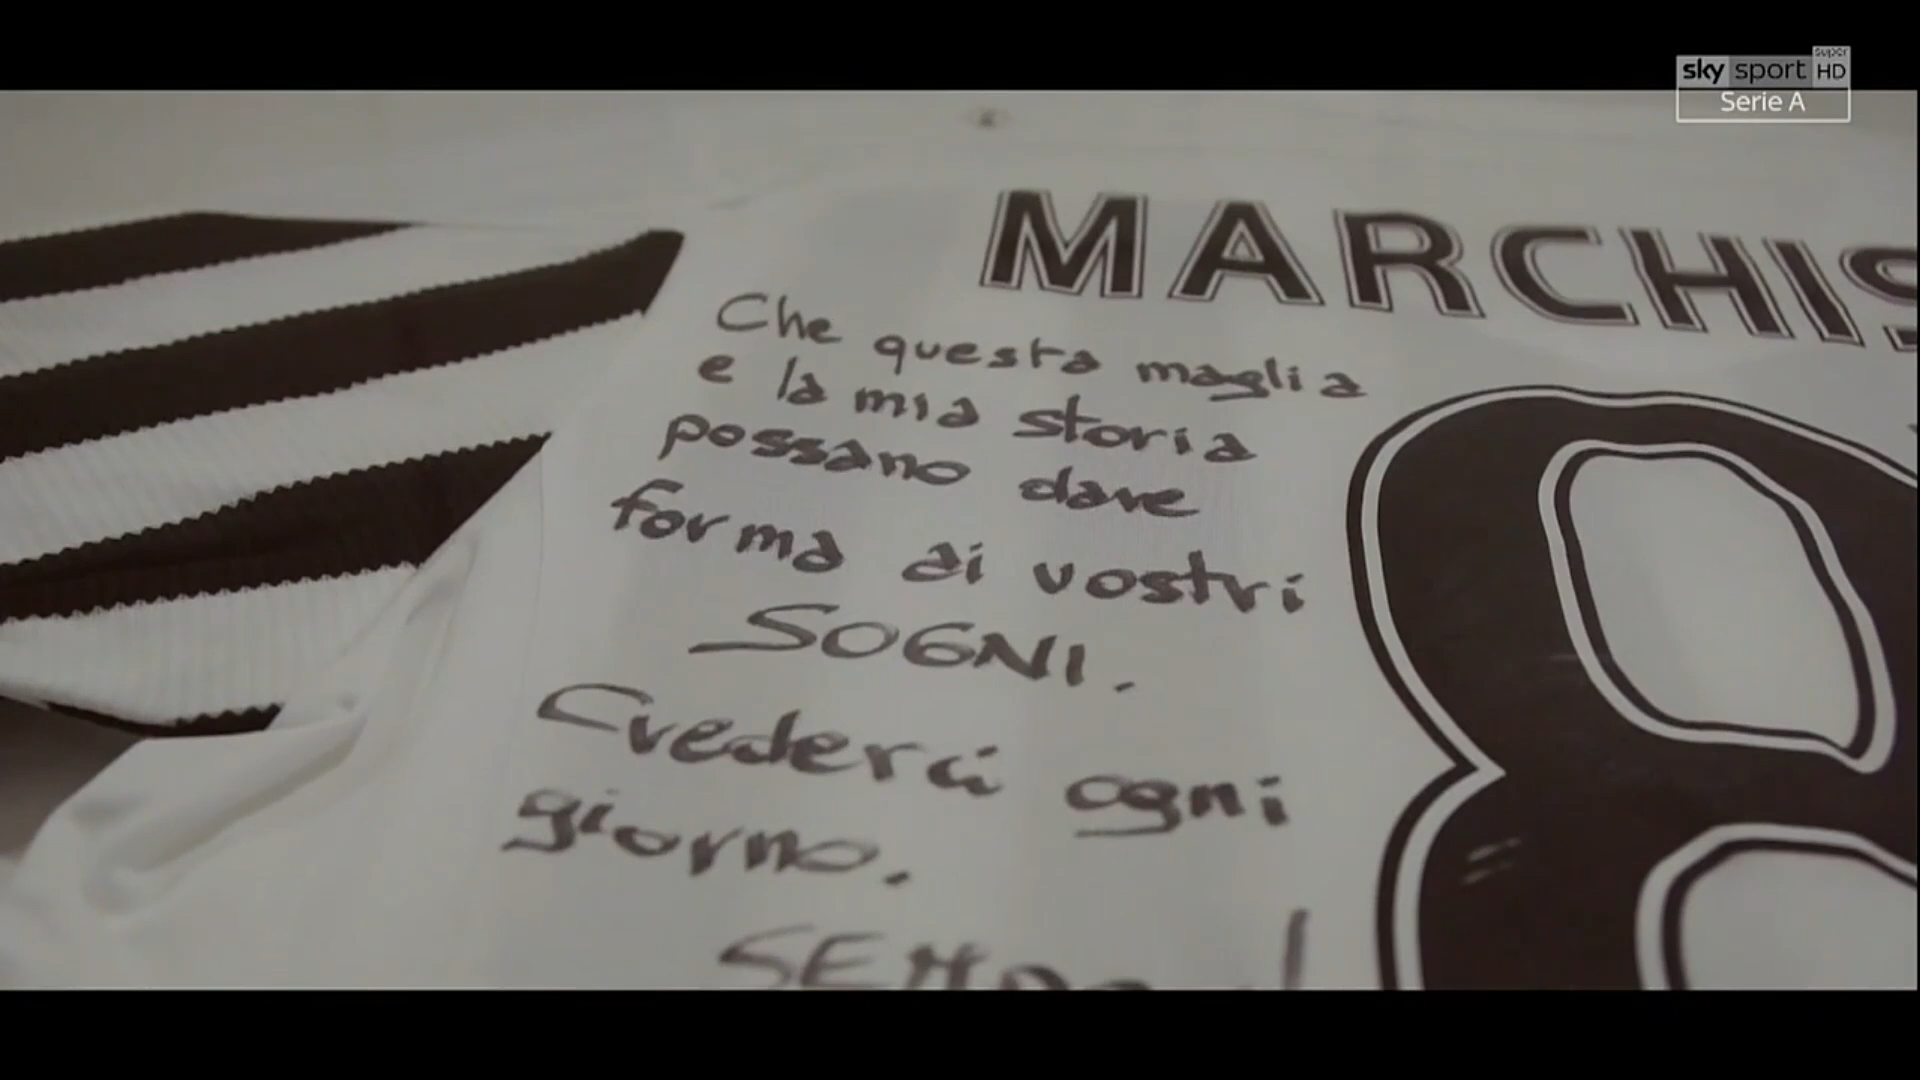 super
sky sport HD
Serie A
MARCHIS
Che questa maglia
e la mia storia
possano dare
forma ai vostri
SOGNI.
Crederci ogni
giorno.
8